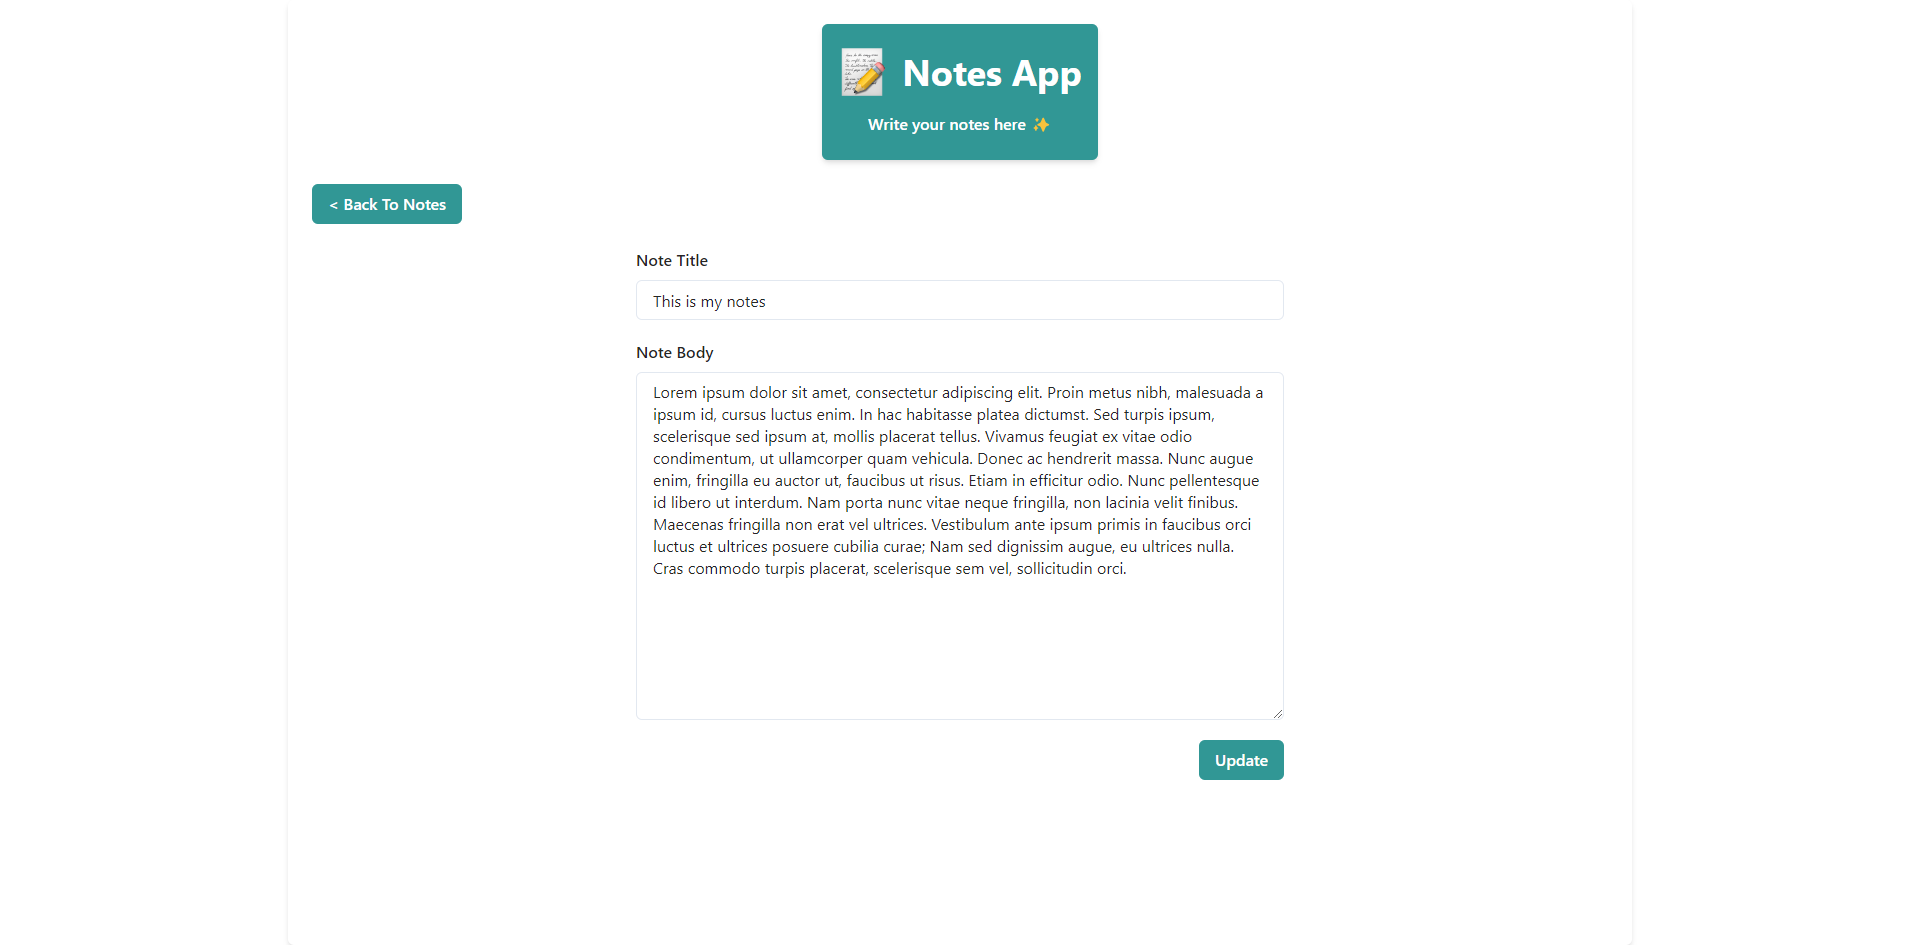 Notes App
Write your notes here ✨
< Back To Notes
Note Title
This is my notes
Note Body
Lorem ipsum dolor sit amet, consectetur adipiscing elit. Proin metus nibh, malesuada a
ipsum id, cursus luctus enim. In hac habitasse platea dictumst. Sed turpis ipsum,
scelerisque sed ipsum at, mollis placerat tellus. Vivamus feugiat ex vitae odio
condimentum, ut ullamcorper quam vehicula. Donec ac hendrerit massa. Nunc augue
enim, fringilla eu auctor ut, faucibus ut risus. Etiam in efficitur odio. Nunc pellentesque
id libero ut interdum. Nam porta nunc vitae neque fringilla, non lacinia velit finibus.
Maecenas fringilla non erat vel ultrices. Vestibulum ante ipsum primis in faucibus orci
luctus et ultrices posuere cubilia curae; Nam sed dignissim augue, eu ultrices nulla.
Cras commodo turpis placerat, scelerisque sem vel, sollicitudin orci.
Update